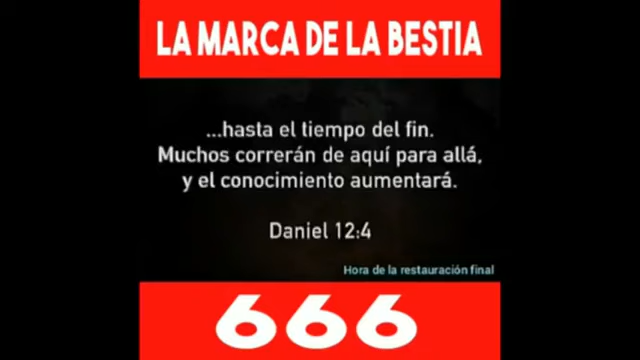 LA MARCA DE LA BESTIA
...hasta el tiempo del fin.
Muchos correrán de aquí para allá,
y el conocimiento aumentará.
Daniel 12:4
Hora de la restauración final
666